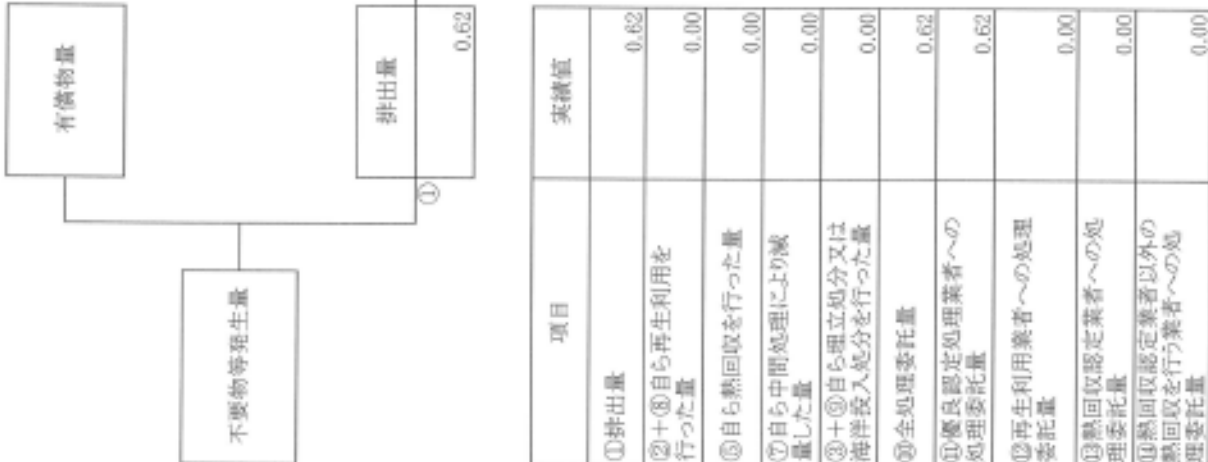 有償物量
不要物等発生量
排出量
①
0.62
項目
実績値
①排出量
0.62
②+⑧自ら再生利用を
行った量
0.00
⑤自ら熱回収を行った量
0.00
⑦自ら中間処理により減
量した量
0.00
③+⑨自ら埋立処分又は
海洋投入処分を行った量
0.00
⑩全処理委託量
0.62
⑪優良認定処理業者への
処理委託量
0.62
⑫再生利用業者への処理
委託量
0.00
⑬熱回収認定業者への処
理委託量
0.00
⑭熱回収認定業者以外の
熱回収を行う業者への処
理委託量
0.00